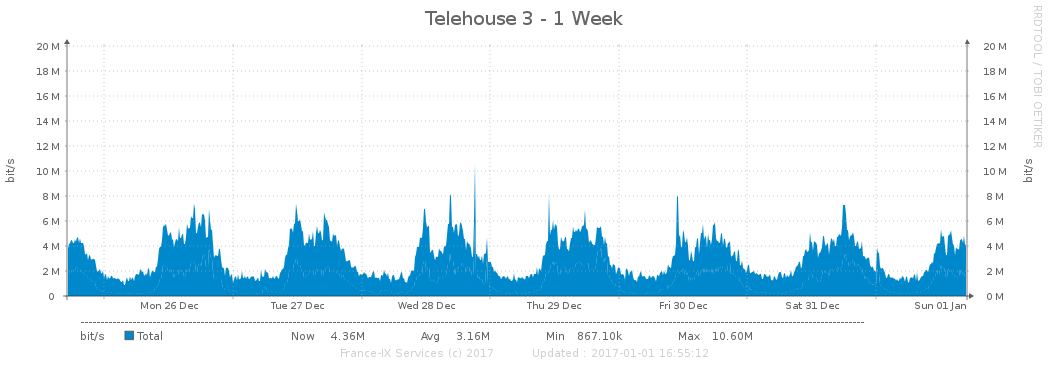 Telehouse 3 - 1 Week
RRDTOOL / TOBI OETIKER
20 M 20 M
18 M 18 M
16 M 16 M
14 M 14 M
12 M 12 M
10 M 10 M
8 M 8 M
6 M 6 M
4 M 4 M
2 M 2 M
0 0 M
bit/s
bit/s
Mon 26 Dec Tue 27 Dec Wed 28 Dec Thu 29 Dec Fri 30 Dec Sat 31 Dec Sun 01 Jan
bit/s Total Now 4.36M Avg 3.16M Min 867.10k Max 10.60M
France-IX Services (c) 2017 Updated : 2017-01-01 16:55:12